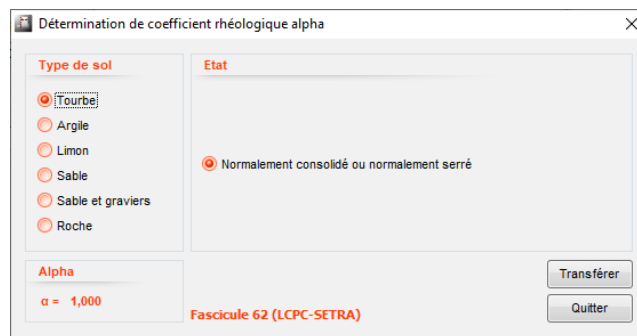 Détermination de coefficient rhéologique alpha
Type de sol
Tourbe
Argile
Limon
Sable
Sable et graviers
Roche
Etat
Normalement consolidé ou normalement serré
Alpha
α = 1,000
Fascicule 62 (LCPC-SETRA)
Transférer
Quitter